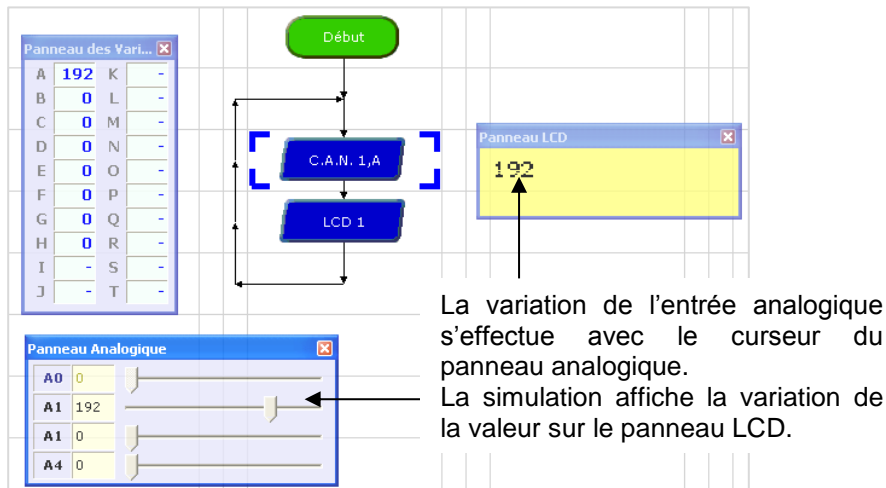 Début
Panneau des Vari...
A 192 K -
B 0 L -
C 0 M -
D 0 N -
E 0 O -
F 0 P -
G 0 Q -
H 0 R -
I - S -
J - T -
C.A.N. 1,A
LCD 1
Panneau LCD
192
La variation de l’entrée analogique
s’effectue avec le curseur du
panneau analogique.
La simulation affiche la variation de
la valeur sur le panneau LCD.
Panneau Analogique
A0 0
A1 192
A1 0
A4 0